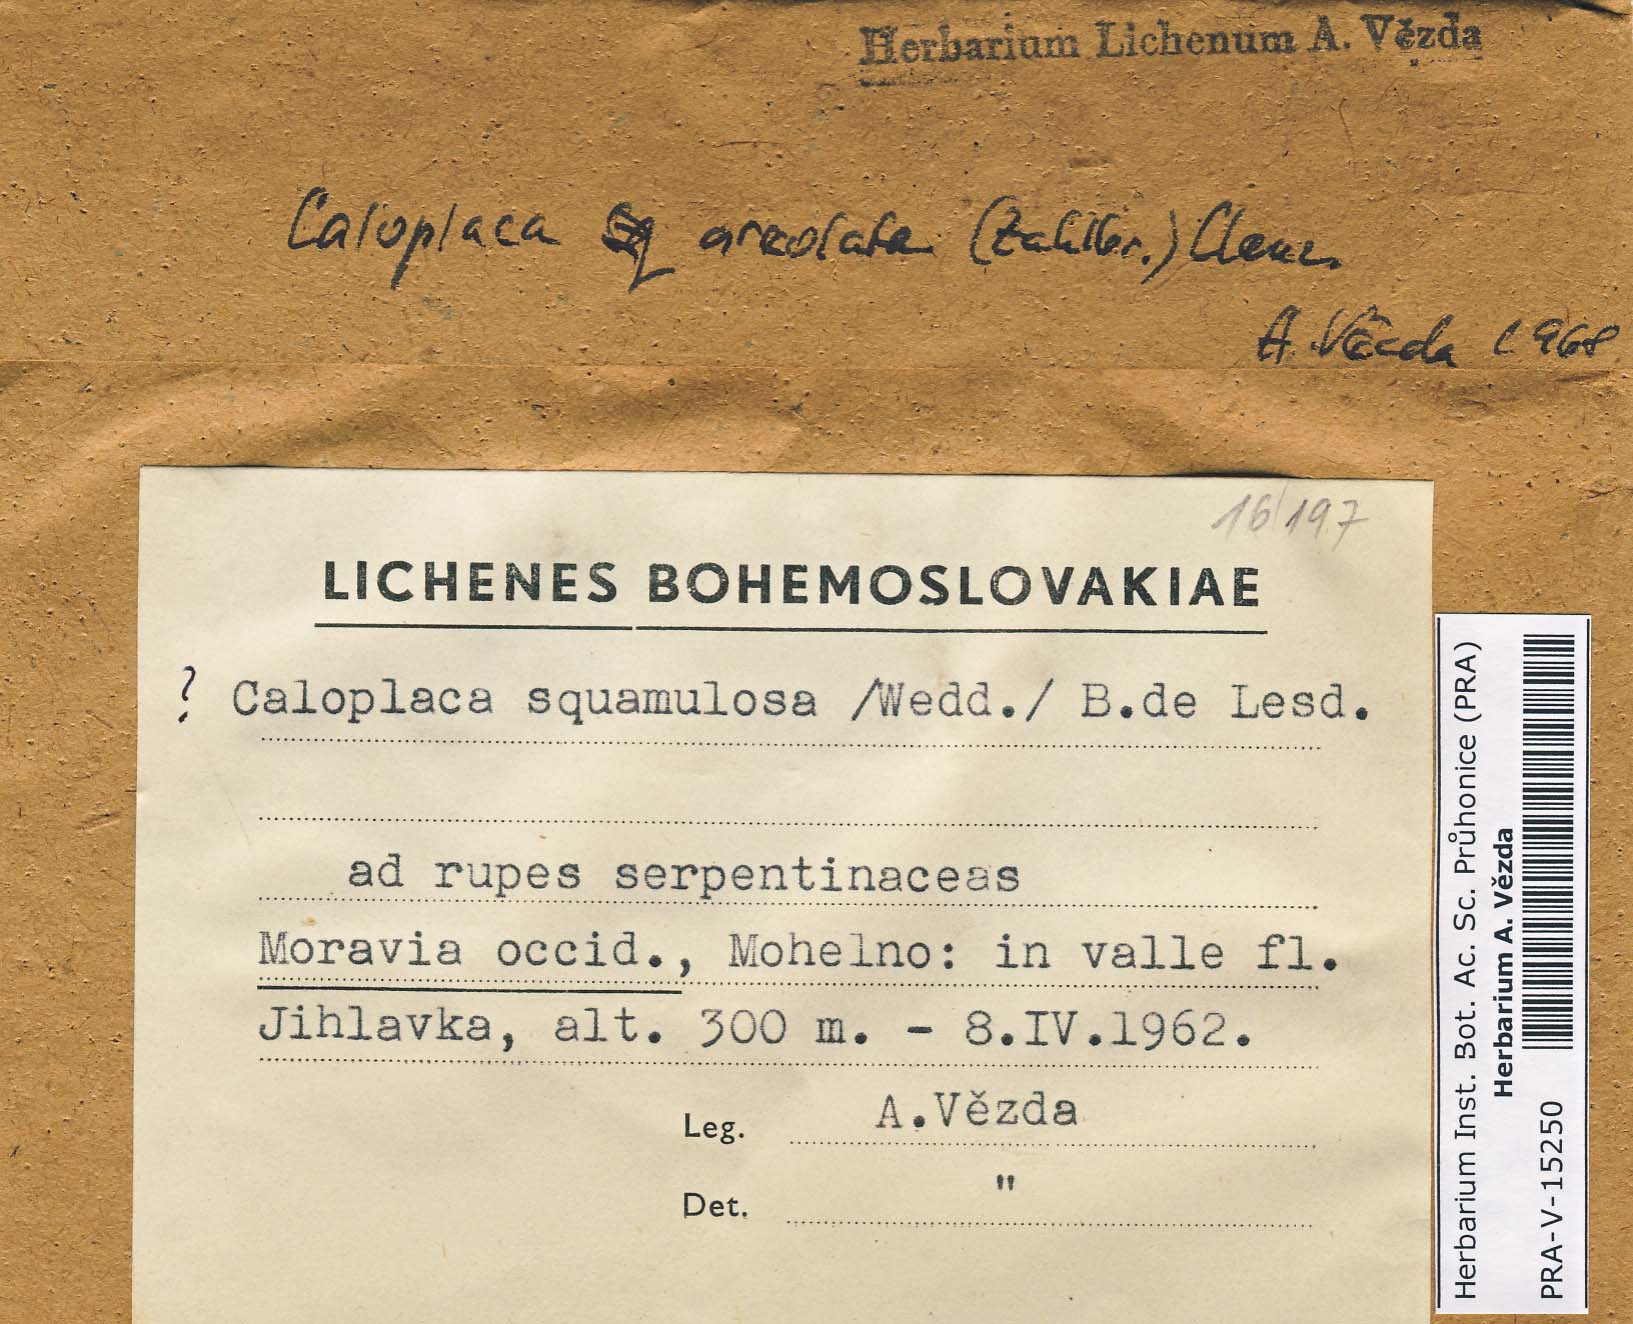 Herbarium Lichenum A. Vězda
Caloplaca areolata (Zahlbr.) Clem.
A. Vězda 1968
16/197
LICHENES BOHEMOSLOVAKIAE
? Caloplaca squamulosa /Wedd./ B.de Lesd.
ad rupes serpentinaceas
Moravia occid., Mohelno: in valle fl.
Jihlavka, alt. 300 m. - 8.IV.1962.
Leg. A.Vězda
Det. "
Herbarium Inst. Bot. Ac. Sc. Průhonice (PRA)
Herbarium A. Vězda
PRA-V-15250